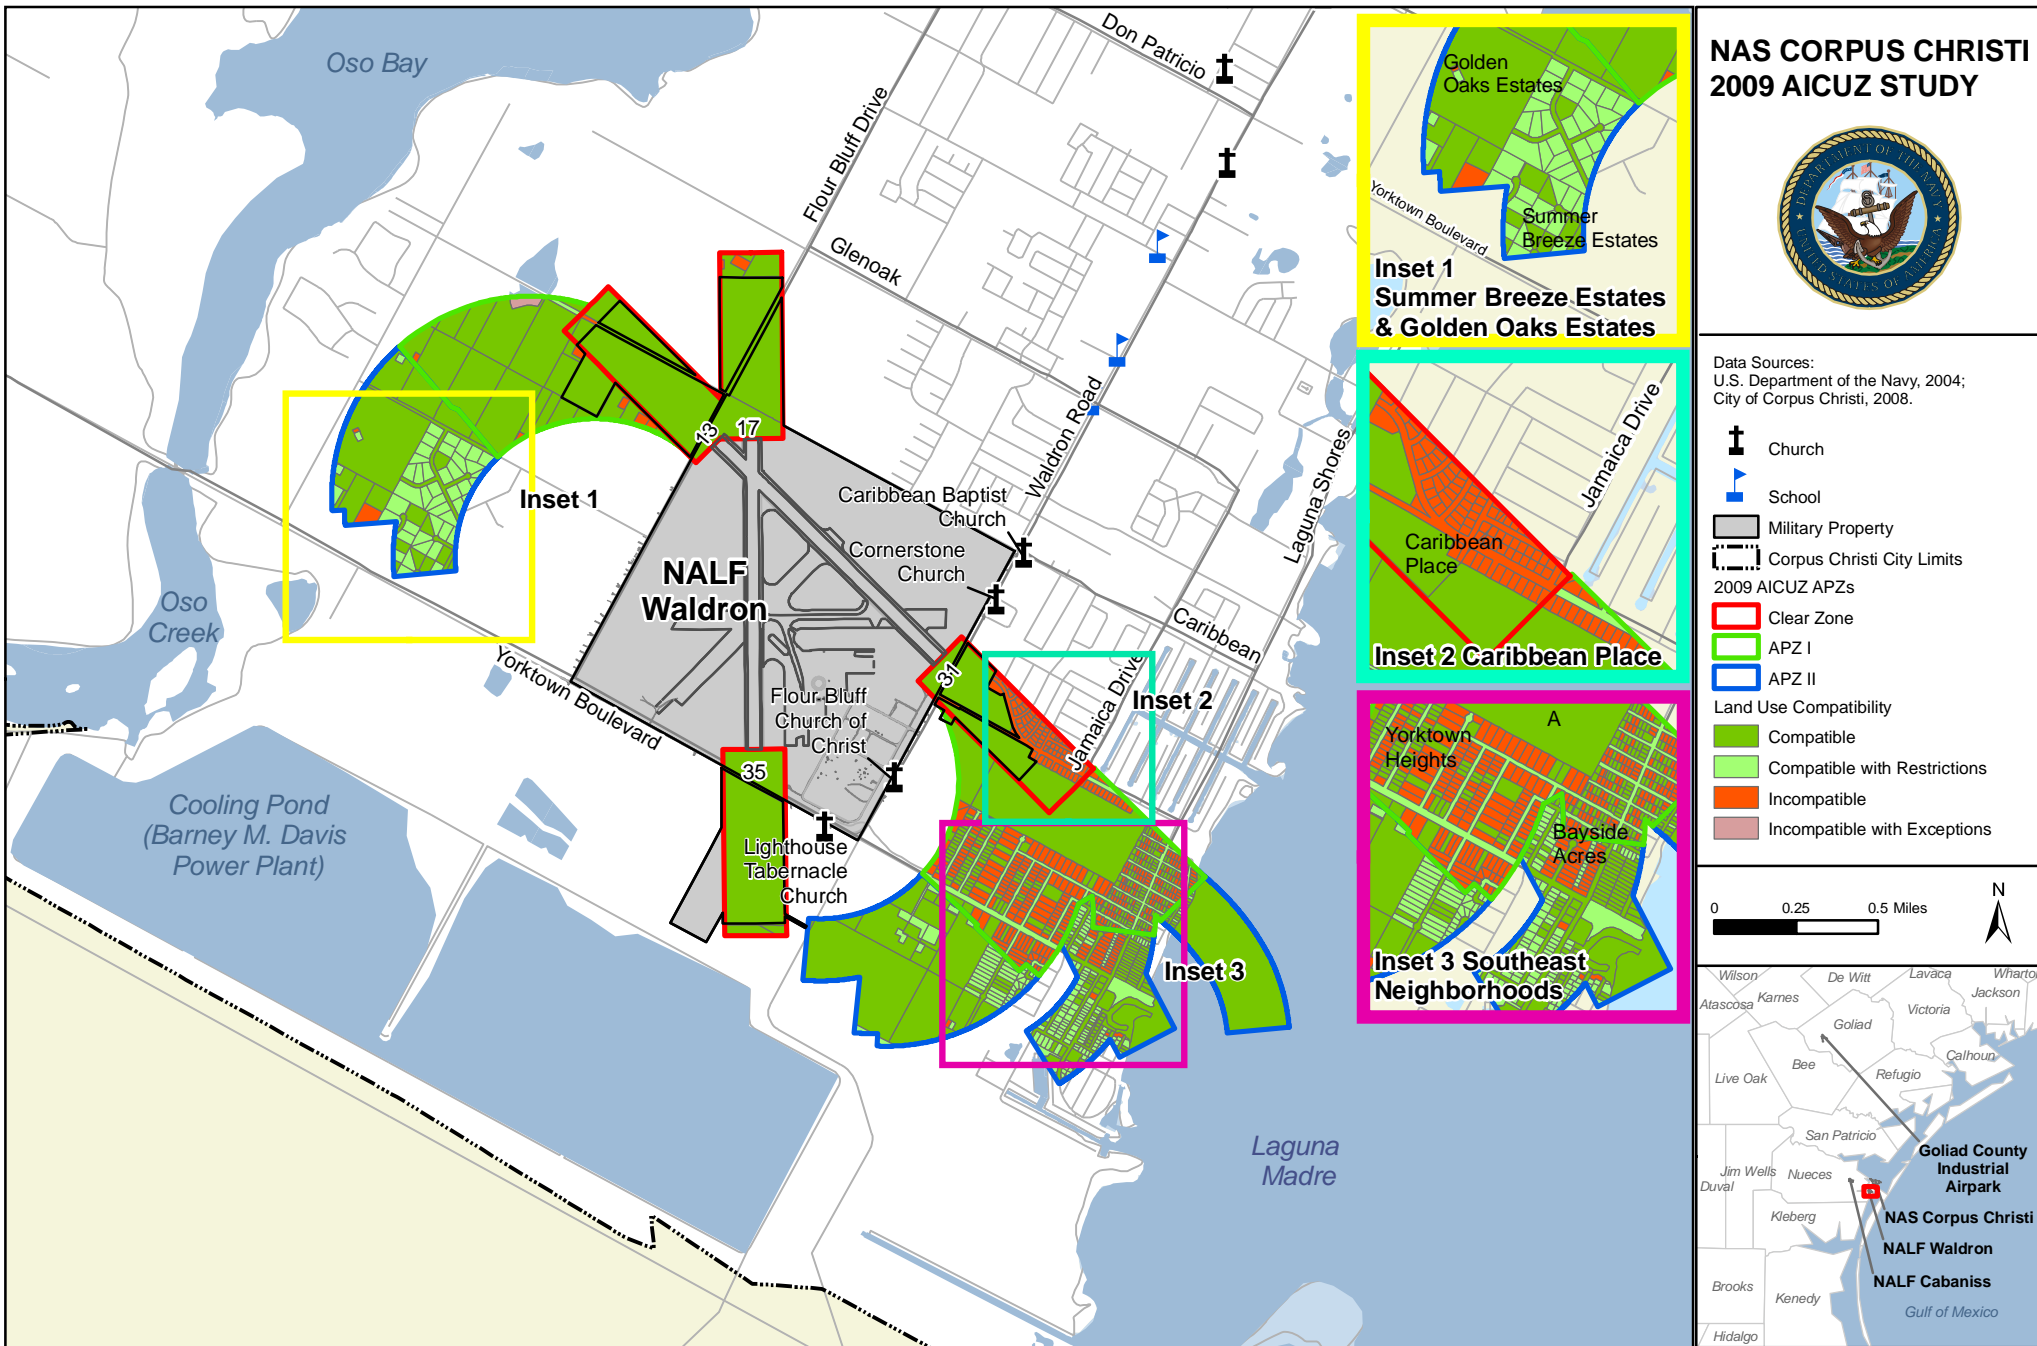 Oso Bay
Don Patricio
Flour Bluff Drive
Glenoak
Waldron Road
Laguna Shores
13
17
Inset 1
Caribbean Baptist
Church
Cornerstone
Church
NALF
Waldron
Oso
Creek
Caribbean
31
Inset 2
Jamaica Drive
Yorktown Boulevard
Flour Bluff
Church of
Christ
35
Cooling Pond
(Barney M. Davis
Power Plant)
Lighthouse
Tabernacle
Church
Inset 3
Laguna
Madre
Golden
Oaks Estates
Yorktown Boulevard
Summer
Breeze Estates
Inset 1
Summer Breeze Estates
& Golden Oaks Estates
Jamaica Drive
Caribbean
Place
Inset 2 Caribbean Place
A
Yorktown
Heights
Bayside
Acres
Inset 3 Southeast
Neighborhoods
NAS CORPUS CHRISTI
2009 AICUZ STUDY
DEPARTMENT OF THE NAVY
UNITED STATES OF AMERICA
Data Sources:
U.S. Department of the Navy, 2004;
City of Corpus Christi, 2008.
Church
School
Military Property
Corpus Christi City Limits
2009 AICUZ APZs
Clear Zone
APZ I
APZ II
Land Use Compatibility
Compatible
Compatible with Restrictions
Incompatible
Incompatible with Exceptions
N
0 0.25 0.5 Miles
Wilson
De Witt
Lavaca
Wharton
Atascosa
Karnes
Jackson
Victoria
Goliad
Calhoun
Bee
Refugio
Live Oak
San Patricio
Goliad County
Industrial
Airpark
Jim Wells
Nueces
Duval
Kleberg
NAS Corpus Christi
NALF Waldron
NALF Cabaniss
Brooks
Kenedy
Gulf of Mexico
Hidalgo